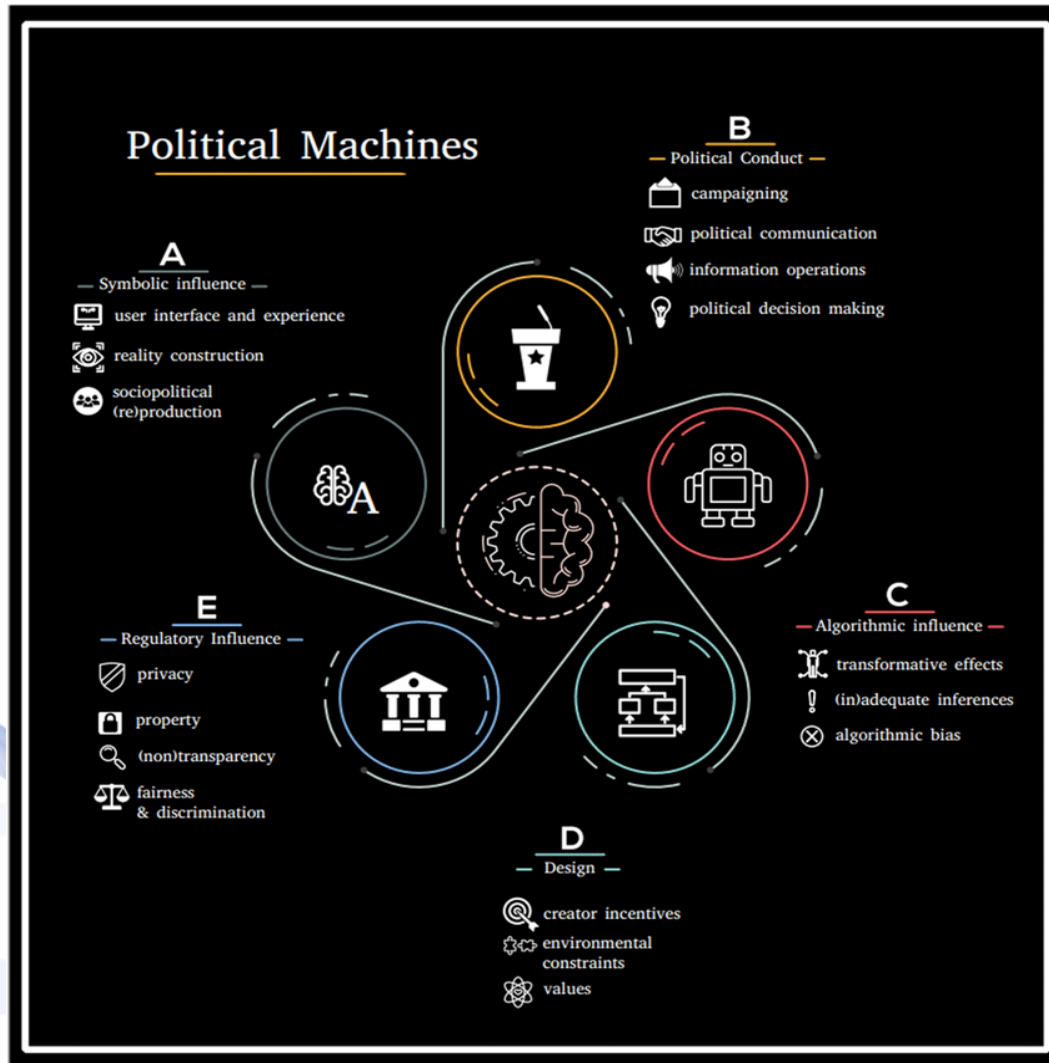 Political Machines
A
Symbolic influence
user interface and experience
reality construction
sociopolitical
(re)production
B
Political Conduct
campaigning
political communication
information operations
political decision making
A
C
Algorithmic influence
transformative effects
(in)adequate inferences
algorithmic bias
D
Design
creator incentives
environmental
constraints
values
E
Regulatory Influence
privacy
property
(non)transparency
fairness
& discrimination